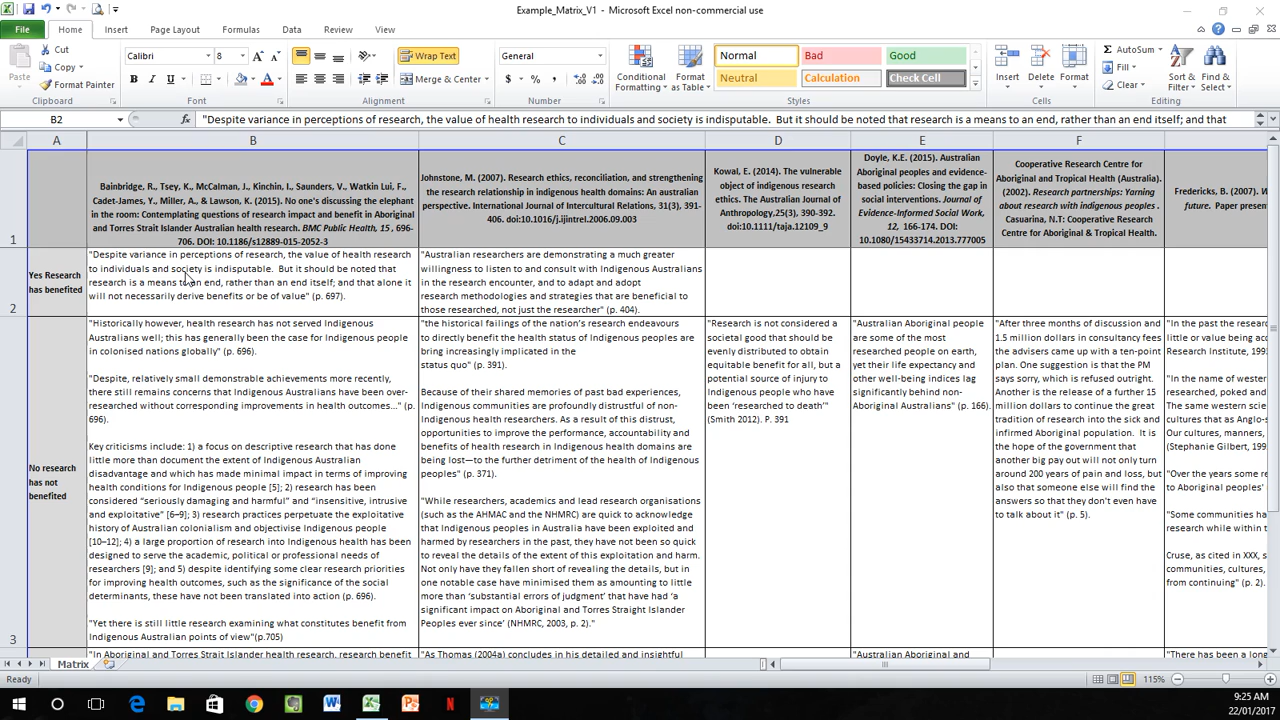 Example_Matrix_V1 - Microsoft Excel non-commercial use
File Home Insert Page Layout Formulas Data Review View
Cut
Copy
Format Painter
Paste
Clipboard
Calibri 8
B I U
Font
Wrap Text
Merge & Center
Alignment
General
$ % ,
Number
Conditional Formatting
Format as Table
Normal Bad Good
Neutral Calculation Check Cell
Styles
Insert Delete Format
Cells
AutoSum
Fill
Clear
Sort & Filter
Find & Select
Editing
B2 fx "Despite variance in perceptions of research, the value of health research to individuals and society is indisputable. But it should be noted that research is a means to an end, rather than an end itself; and that
A B C D E F
1
Bainbridge, R., Tsey, K., McCalman, J., Kinchin, I., Saunders, V., Watkin Lui, F.,
Cadet-James, Y., Miller, A., & Lawson, K. (2015). No one's discussing the elephant
in the room: Contemplating questions of research impact and benefit in Aboriginal
and Torres Strait Islander Australian health research. BMC Public Health, 15 , 696-
706. DOI: 10.1186/s12889-015-2052-3
Johnstone, M. (2007). Research ethics, reconciliation, and strengthening
the research relationship in indigenous health domains: An australian
perspective. International Journal of Intercultural Relations, 31(3), 391-
406. doi:10.1016/j.ijintrel.2006.09.003
Kowal, E. (2014). The vulnerable
object of indigenous research
ethics. The Australian Journal of
Anthropology,25(3), 390-392.
doi:10.1111/taja.12109_9
Doyle, K.E. (2015). Australian
Aboriginal peoples and evidence-
based policies: Closing the gap in
social interventions. Journal of
Evidence-Informed Social Work,
12, 166-174. DOI:
10.1080/15433714.2013.777005
Cooperative Research Centre for
Aboriginal and Tropical Health (Australia).
(2002). Research partnerships: Yarning
about research with indigenous peoples .
Casuarina, N.T: Cooperative Research
Centre for Aboriginal & Tropical Health.
Fredericks, B. (2007). W
future. Paper present
2
Yes Research
has benefited
"Despite variance in perceptions of research, the value of health research
to individuals and society is indisputable. But it should be noted that
research is a means to an end, rather than an end itself; and that alone it
will not necessarily derive benefits or be of value" (p. 697).
"Australian researchers are demonstrating a much greater
willingness to listen to and consult with Indigenous Australians
in the research encounter, and to adapt and adopt
research methodologies and strategies that are beneficial to
those researched, not just the researcher" (p. 404).
3
No research
has not
benefited
"Historically however, health research has not served Indigenous
Australians well; this has generally been the case for Indigenous people
in colonised nations globally" (p. 696).
"Despite, relatively small demonstrable achievements more recently,
there still remains concerns that Indigenous Australians have been over-
researched without corresponding improvements in health outcomes..." (p.
696).
Key criticisms include: 1) a focus on descriptive research that has done
little more than document the extent of Indigenous Australian
disadvantage and which has made minimal impact in terms of improving
health conditions for Indigenous people [5]; 2) research has been
considered "seriously damaging and harmful" and "insensitive, intrusive
and exploitative" [6–9]; 3) research practices perpetuate the exploitative
history of Australian colonialism and objectivise Indigenous people
[10–12]; 4) a large proportion of research into Indigenous health has been
designed to serve the academic, political or professional needs of
researchers [9]; and 5) despite identifying some clear research priorities
for improving health outcomes, such as the significance of the social
determinants, these have not been translated into action (p. 696).
"Yet there is still little research examining what constitutes benefit from
Indigenous Australian points of view"(p.705)
"the historical failings of the nation's research endeavours
to directly benefit the health status of Indigenous peoples are
bring increasingly implicated in the
status quo" (p. 391).
Because of their shared memories of past bad experiences,
Indigenous communities are profoundly distrustful of non-
Indigenous health researchers. As a result of this distrust,
opportunities to improve the performance, accountability and
benefits of health research in Indigenous health domains are
being lost—to the further detriment of the health of Indigenous
peoples" (p. 371).
"While researchers, academics and lead research organisations
(such as the AHMAC and the NHMRC) are quick to acknowledge
that Indigenous peoples in Australia have been exploited and
harmed by researchers in the past, they have not been so quick
to reveal the details of the extent of this exploitation and harm.
Not only have they fallen short of revealing the details, but in
one notable case have minimised them as amounting to little
more than 'substantial errors of judgment' that have had 'a
significant impact on Aboriginal and Torres Straight Islander
Peoples ever since' (NHMRC, 2003, p. 2)."
"Research is not considered a
societal good that should be
evenly distributed to obtain
equitable benefit for all, but a
potential source of injury to
Indigenous people who have
been 'researched to death'"
(Smith 2012). P. 391
"Australian Aboriginal people
are some of the most
researched people on earth,
yet their life expectancy and
other well-being indices lag
significantly behind non-
Aboriginal Australians" (p. 166).
"After three months of discussion and
1.5 million dollars in consultancy fees
the advisers came up with a ten-point
plan. One suggestion is that the PM
says sorry, which is refused outright.
Another is the release of a further 15
million dollars to continue the great
tradition of research into the sick and
infirmed Aboriginal population. It is
the hope of the government that
another big pay out will not only turn
around 200 years of pain and loss, but
also that someone else will find the
answers so that they don't even have
to talk about it" (p. 5).
"In the past the resear
little or value being ac
Research Institute, 199
"In the name of wester
researched, poked and
The same western scie
cultures that as Anglo-s
Our cultures, manners,
(Stephanie Gilbert, 199
"Over the years some re
to Aboriginal peoples'
"Some communities ha
research while within t
Cruse, as cited in XXX, s
communities, cultures,
from continuing" (p. 2).
"In Aboriginal and Torres Strait Islander health research, research benefit
"As Thomas (2004a) concludes in his detailed and insightful
"Australian Aboriginal and
"There has been a long
Matrix
Ready
115%
9:25 AM
22/01/2017